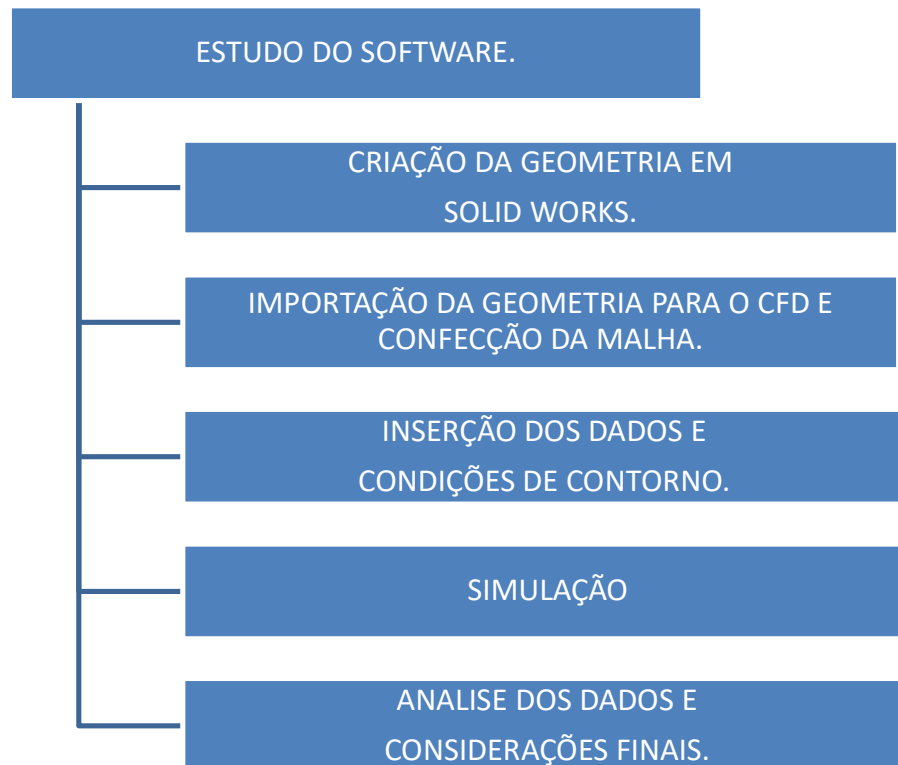 ESTUDO DO SOFTWARE.
CRIAÇÃO DA GEOMETRIA EM
SOLID WORKS.
IMPORTAÇÃO DA GEOMETRIA PARA O CFD E
CONFECÇÃO DA MALHA.
INSERÇÃO DOS DADOS E
CONDIÇÕES DE CONTORNO.
SIMULAÇÃO
ANALISE DOS DADOS E
CONSIDERAÇÕES FINAIS.